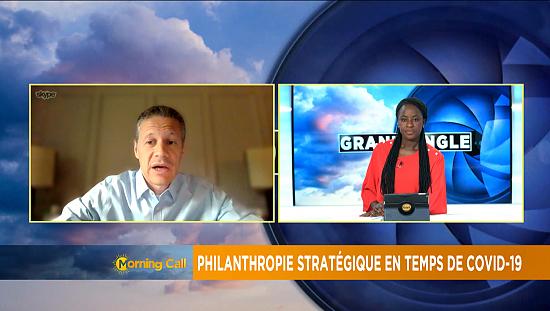 skype
GRAND ANGLE
Morning Call
PHILANTHROPIE STRATÉGIQUE EN TEMPS DE COVID-19